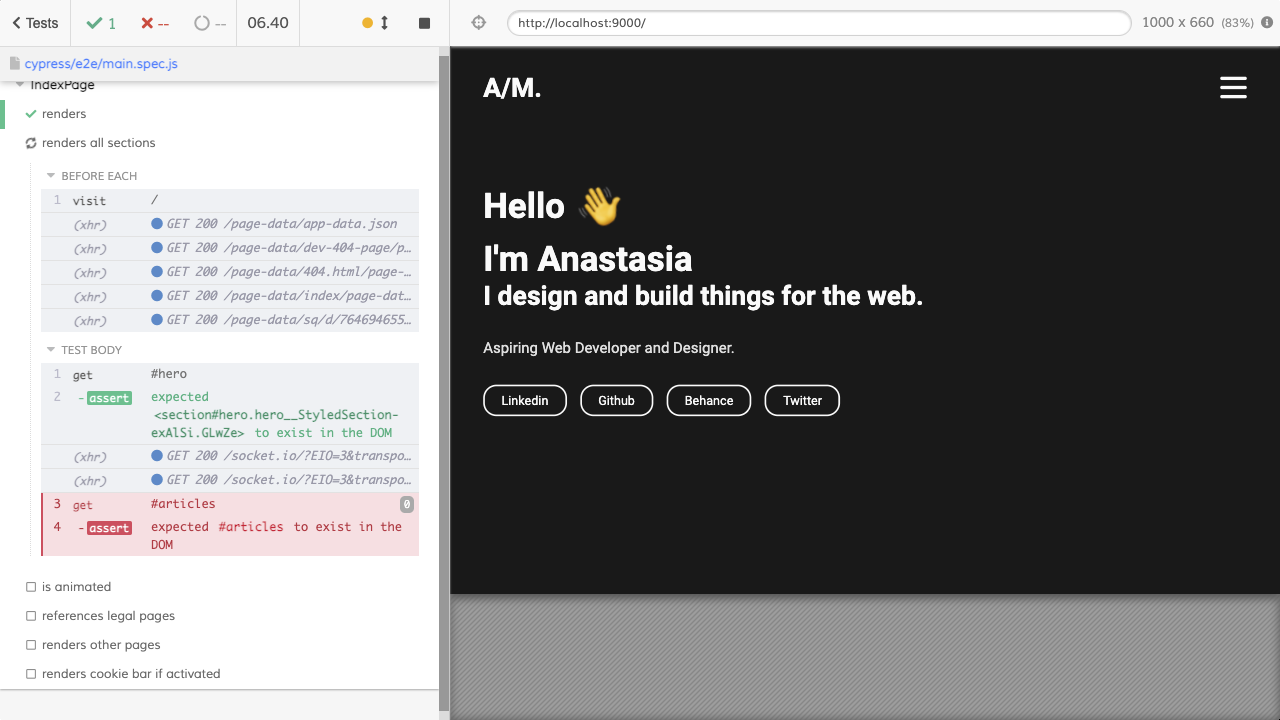 Tests
1
--
--
06.40
http://localhost:9000/
1000 x 660 (83%)
cypress/e2e/main.spec.js
IndexPage
renders
renders all sections
BEFORE EACH
1 visit /
(xhr) GET 200 /page-data/app-data.json
(xhr) GET 200 /page-data/dev-404-page/p...
(xhr) GET 200 /page-data/404.html/page-...
(xhr) GET 200 /page-data/index/page-dat...
(xhr) GET 200 /page-data/sq/d/764694655...
TEST BODY
1 get #hero
2 -assert expected
<section#hero.hero__StyledSection-
exAlSi.GLwZe> to exist in the DOM
(xhr) GET 200 /socket.io/?EIO=3&transpo...
(xhr) GET 200 /socket.io/?EIO=3&transpo...
3 get #articles 0
4 -assert expected #articles to exist in the
DOM
is animated
references legal pages
renders other pages
renders cookie bar if activated
A/M.
Hello 👋
I'm Anastasia
I design and build things for the web.
Aspiring Web Developer and Designer.
Linkedin Github Behance Twitter